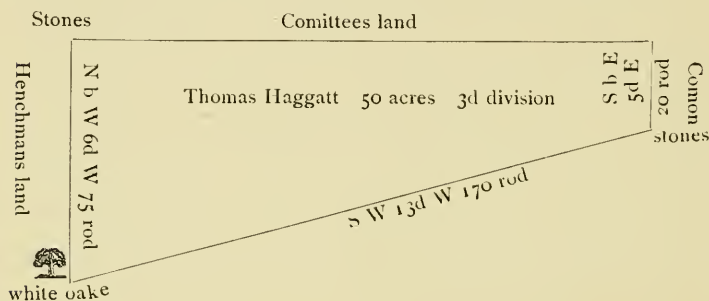 Stones
Comittees land
Henchmans land
N b W 6d W 75 rod
Thomas Haggatt 50 acres 3d division
S b E
5d E
20 rod
Comon
stones
S W 13d W 170 rod
white oake